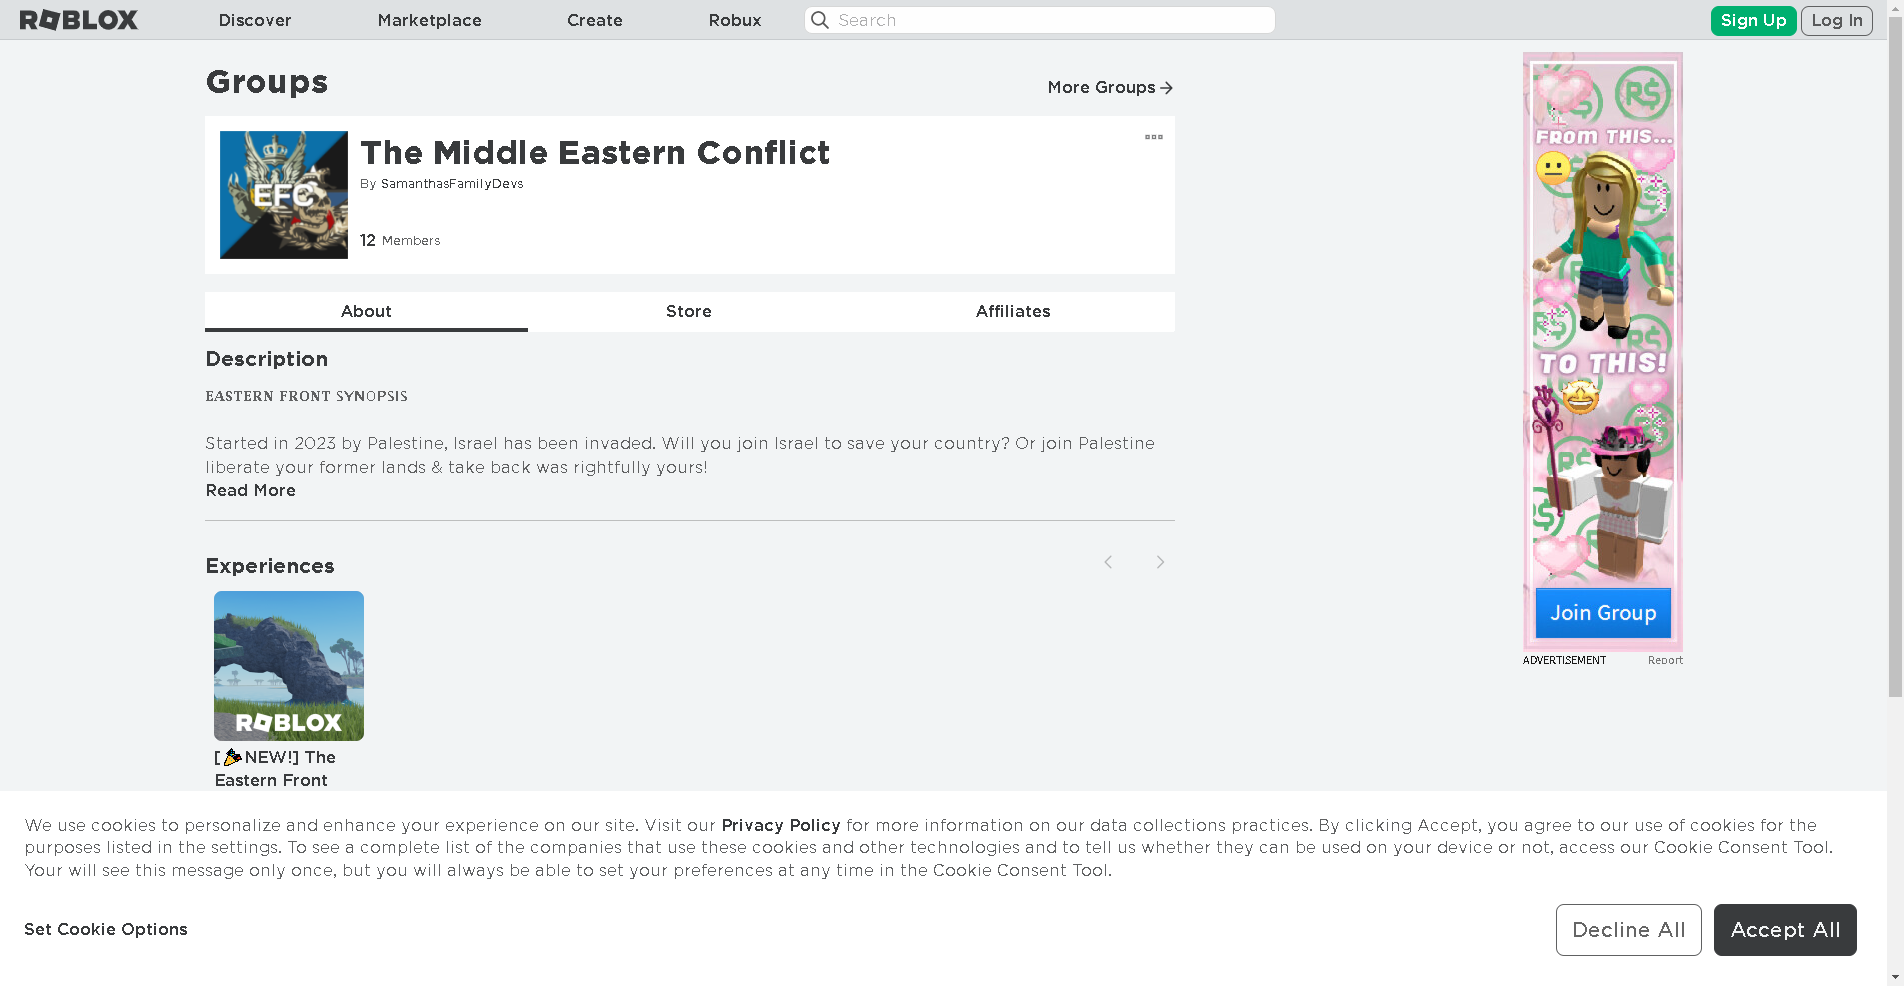 ROBLOX
Discover
Marketplace
Create
Robux
Search
Sign Up
Log In
Groups
More Groups
EFC
The Middle Eastern Conflict
By SamanthasFamilyDevs
12 Members
About
Store
Affiliates
Description
EASTERN FRONT SYNOPSIS
Started in 2023 by Palestine, Israel has been invaded. Will you join Israel to save your country? Or join Palestine
liberate your former lands & take back was rightfully yours!
Read More
Experiences
ROBLOX
[🎉NEW!] The
Eastern Front
R$
FROM THIS...
R$
R$
TO THIS!
R$
R$
Join Group
ADVERTISEMENT
Report
We use cookies to personalize and enhance your experience on our site. Visit our Privacy Policy for more information on our data collections practices. By clicking Accept, you agree to our use of cookies for the
purposes listed in the settings. To see a complete list of the companies that use these cookies and other technologies and to tell us whether they can be used on your device or not, access our Cookie Consent Tool.
Your will see this message only once, but you will always be able to set your preferences at any time in the Cookie Consent Tool.
Set Cookie Options
Decline All
Accept All